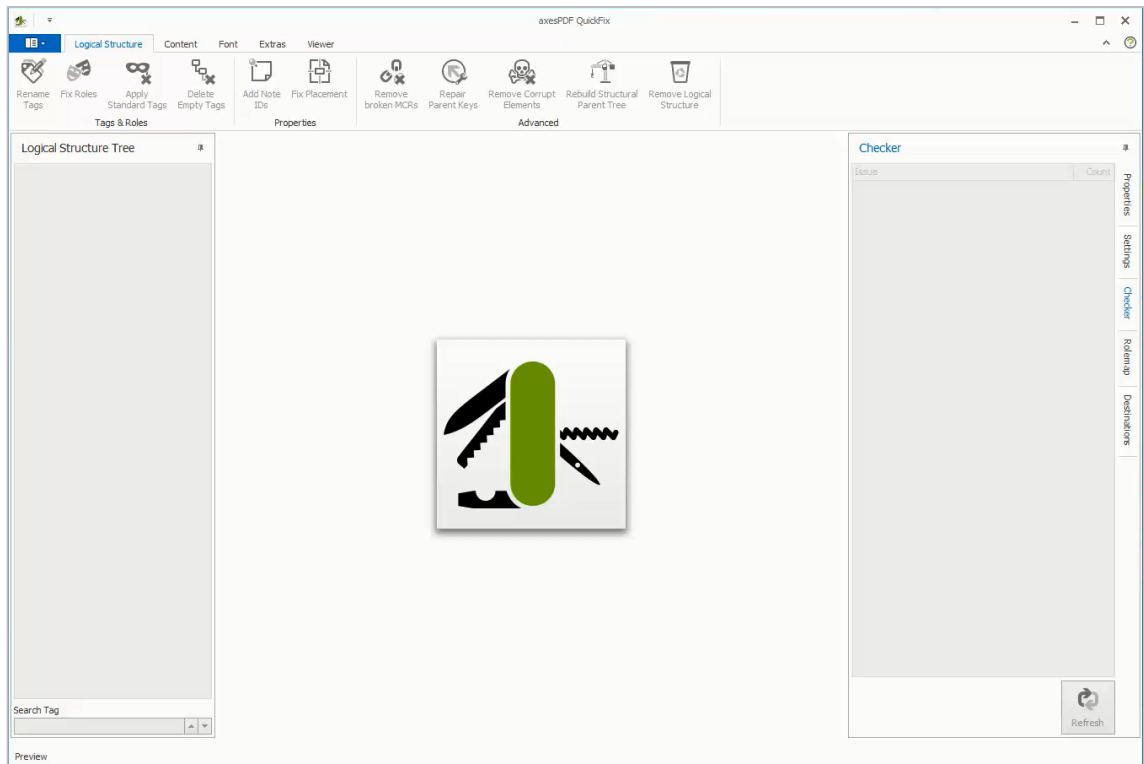 axesPDF QuickFix
Logical Structure
Content
Font
Extras
Viewer
Rename
Tags
Fix Roles
Apply
Standard Tags
Delete
Empty Tags
Add Note
IDs
Fix Placement
Remove
broken MCRs
Repair
Parent Keys
Remove Corrupt
Elements
Rebuild Structural
Parent Tree
Remove Logical
Structure
Tags & Roles
Properties
Advanced
Logical Structure Tree
Checker
Issue
Count
Properties
Settings
Checker
Rolemap
Destinations
Search Tag
Refresh
Preview